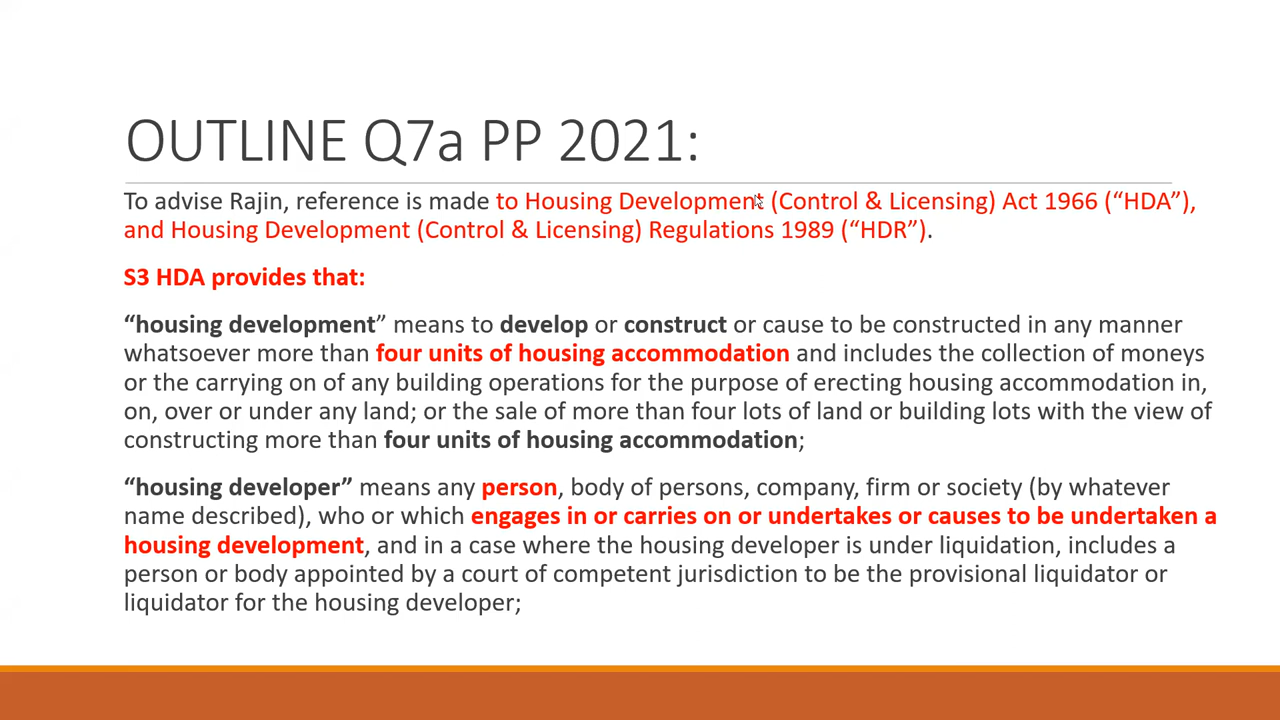 OUTLINE Q7a PP 2021:
To advise Rajin, reference is made to Housing Development (Control & Licensing) Act 1966 (“HDA”),
and Housing Development (Control & Licensing) Regulations 1989 (“HDR”).
S3 HDA provides that:
“housing development” means to develop or construct or cause to be constructed in any manner
whatsoever more than four units of housing accommodation and includes the collection of moneys
or the carrying on of any building operations for the purpose of erecting housing accommodation in,
on, over or under any land; or the sale of more than four lots of land or building lots with the view of
constructing more than four units of housing accommodation;
“housing developer” means any person, body of persons, company, firm or society (by whatever
name described), who or which engages in or carries on or undertakes or causes to be undertaken a
housing development, and in a case where the housing developer is under liquidation, includes a
person or body appointed by a court of competent jurisdiction to be the provisional liquidator or
liquidator for the housing developer;